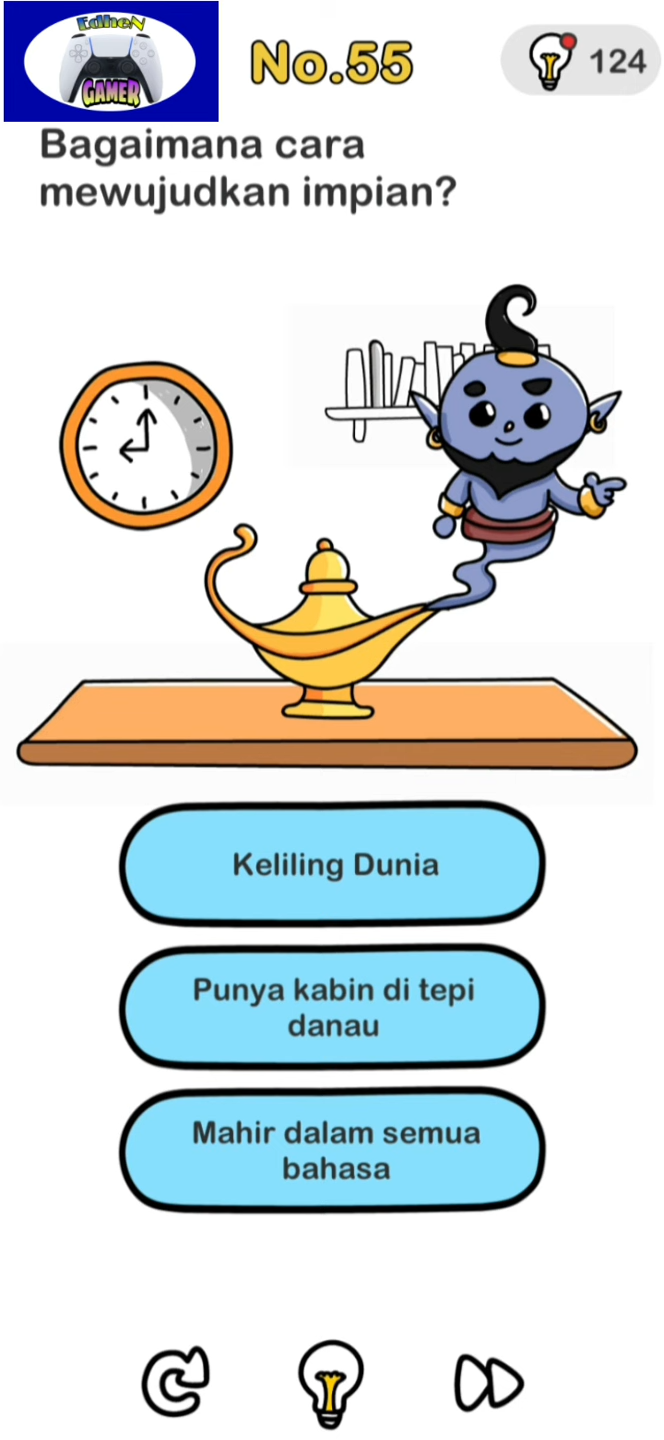 EdheN
GAMER
No.55
124
Bagaimana cara
mewujudkan impian?
Keliling Dunia
Punya kabin di tepi
danau
Mahir dalam semua
bahasa